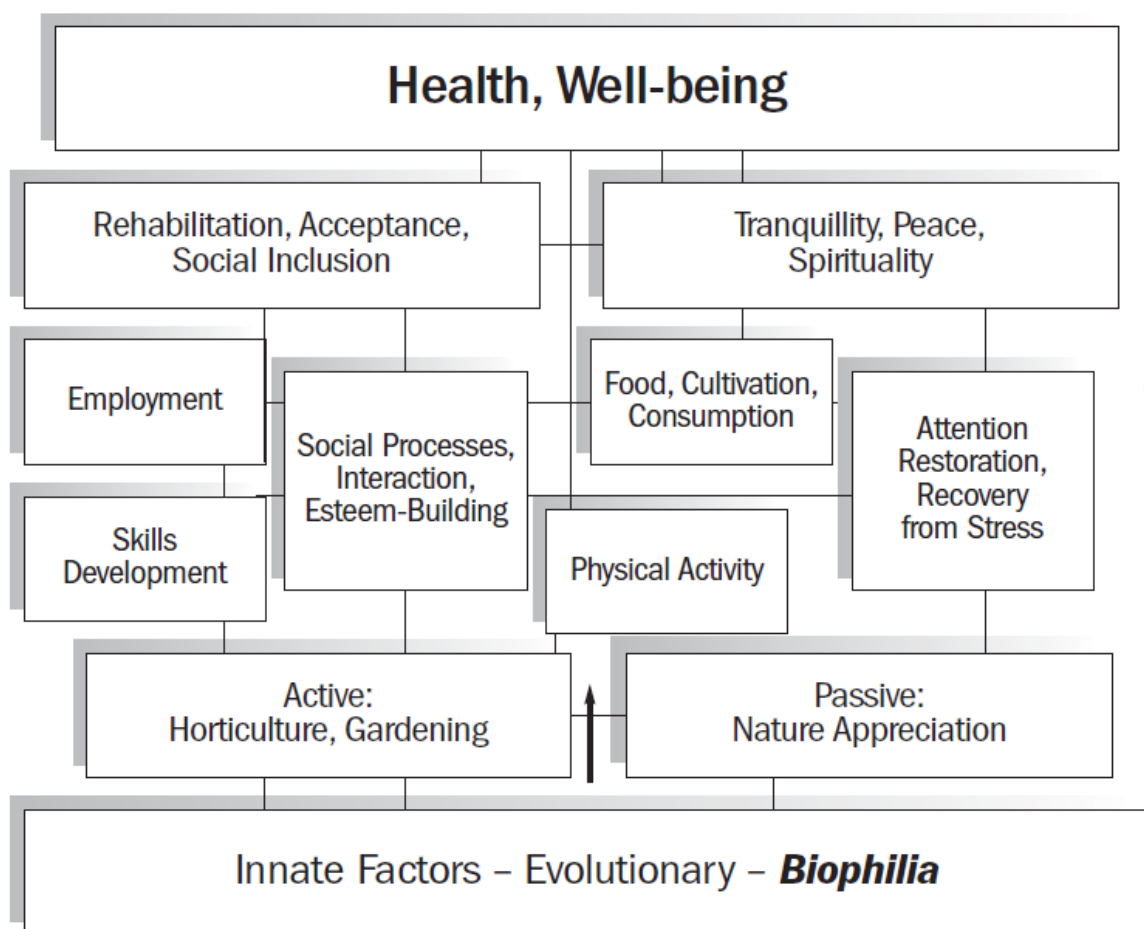 Health, Well-being
Rehabilitation, Acceptance,
Social Inclusion
Tranquillity, Peace,
Spirituality
Employment
Social Processes,
Interaction,
Esteem-Building
Food, Cultivation,
Consumption
Attention
Restoration,
Recovery
from Stress
Skills
Development
Physical Activity
Active:
Horticulture, Gardening
Passive:
Nature Appreciation
Innate Factors – Evolutionary – Biophilia